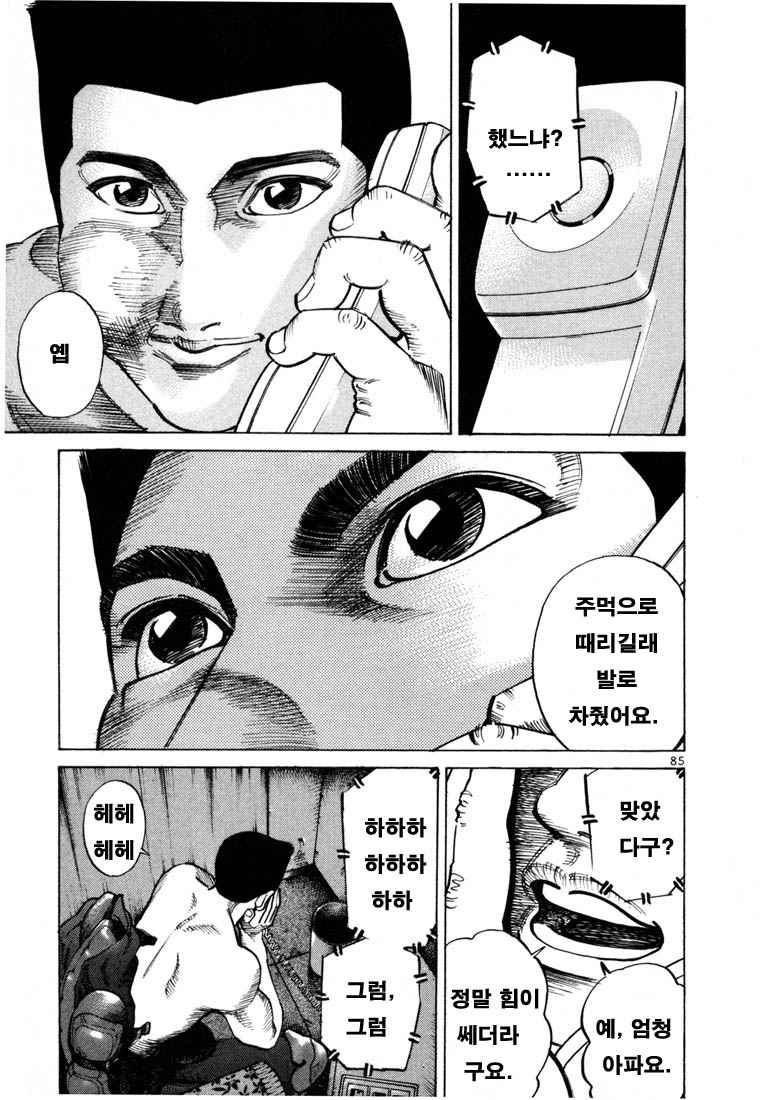 했느냐?
......
옙
주먹으로
때리길래
발로
차줬어요.
85
맞았
다구?
예, 엄청
아파요.
정말 힘이
쎄더라
구요.
하하하
하하하
하하
그럼,
그럼
헤헤
헤헤